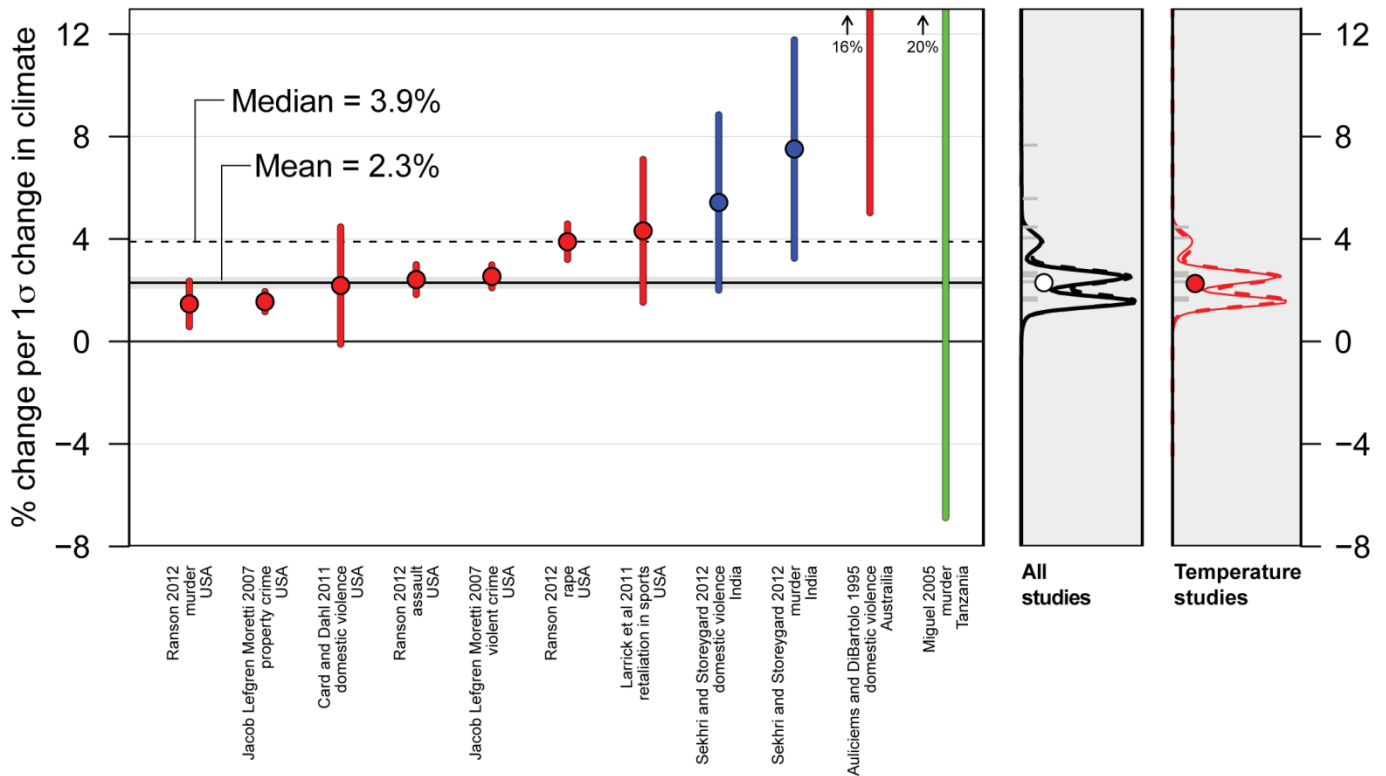 % change per 1σ change in climate
12
8
4
0
−4
−8
Median = 3.9%
Mean = 2.3%
16%
20%
Ranson 2012
murder
USA
Jacob Lefgren Moretti 2007
property crime
USA
Card and Dahl 2011
domestic violence
USA
Ranson 2012
assault
USA
Jacob Lefgren Moretti 2007
violent crime
USA
Ranson 2012
rape
USA
Larrick et al 2011
retaliation in sports
USA
Sekhri and Storeygard 2012
domestic violence
India
Sekhri and Storeygard 2012
murder
India
Auliciems and DiBartolo 1995
domestic violence
Austrailia
Miguel 2005
murder
Tanzania
All
studies
Temperature
studies
12
8
4
0
−4
−8